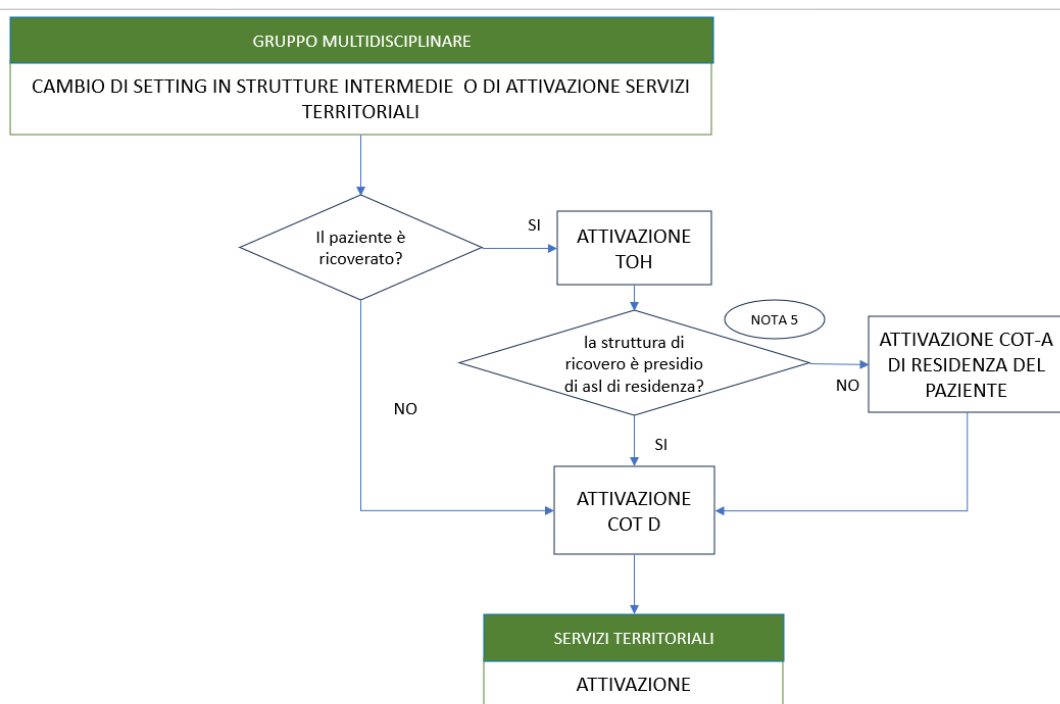 GRUPPO MULTIDISCIPLINARE
CAMBIO DI SETTING IN STRUTTURE INTERMEDIE O DI ATTIVAZIONE SERVIZI
TERRITORIALI
Il paziente è
ricoverato?
SI
ATTIVAZIONE
TOH
NOTA 5
la struttura di
ricovero è presidio
di asl di residenza?
NO
ATTIVAZIONE COT-A
DI RESIDENZA DEL
PAZIENTE
NO
SI
ATTIVAZIONE
COT D
SERVIZI TERRITORIALI
ATTIVAZIONE